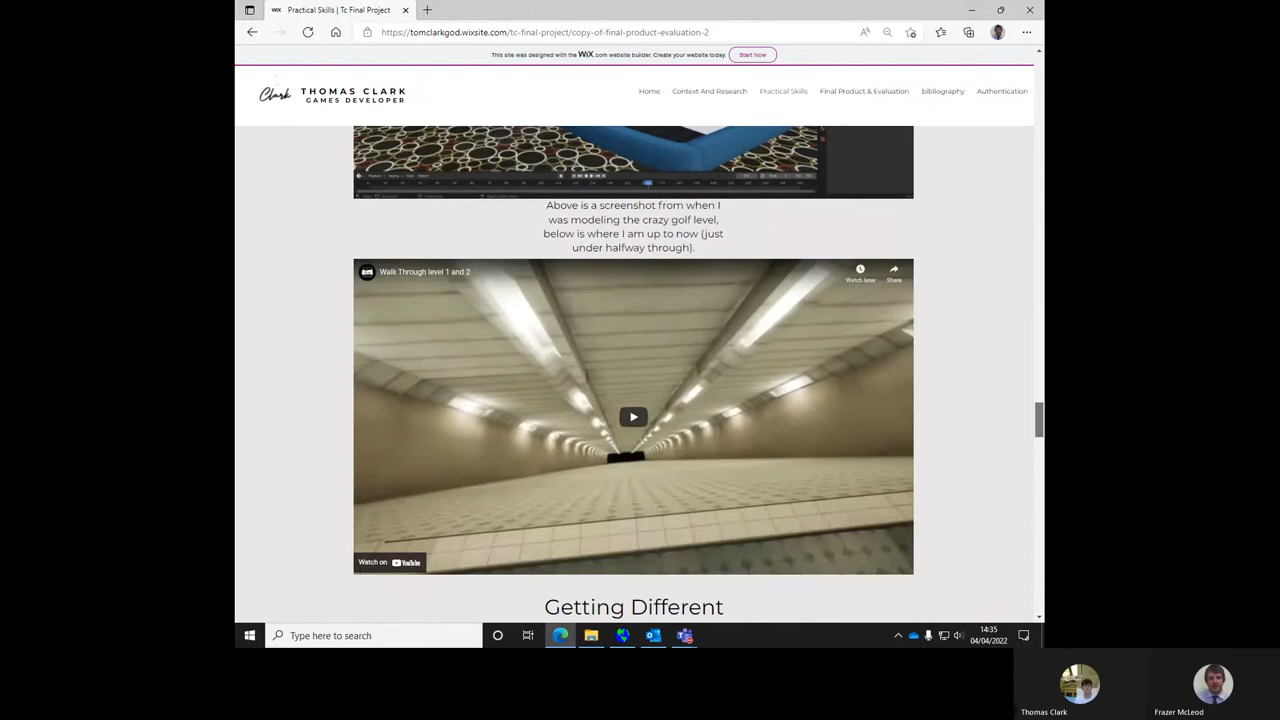 Practical Skills | Tc Final Project
https://tomclarkgod.wixsite.com/tc-final-project/copy-of-final-product-evaluation-2
This site was designed with the WiX.com website builder. Create your website today. Start Now
Clark THOMAS CLARK
GAMES DEVELOPER
Home Context And Research Practical Skills Final Product & Evaluation bibliography Authentication
Above is a screenshot from when I
was modeling the crazy golf level,
below is where I am up to now (just
under halfway through).
Walk Through level 1 and 2
Watch later Share
Watch on YouTube
Getting Different
Type here to search
14:35
04/04/2022
Thomas Clark
Frazer McLeod